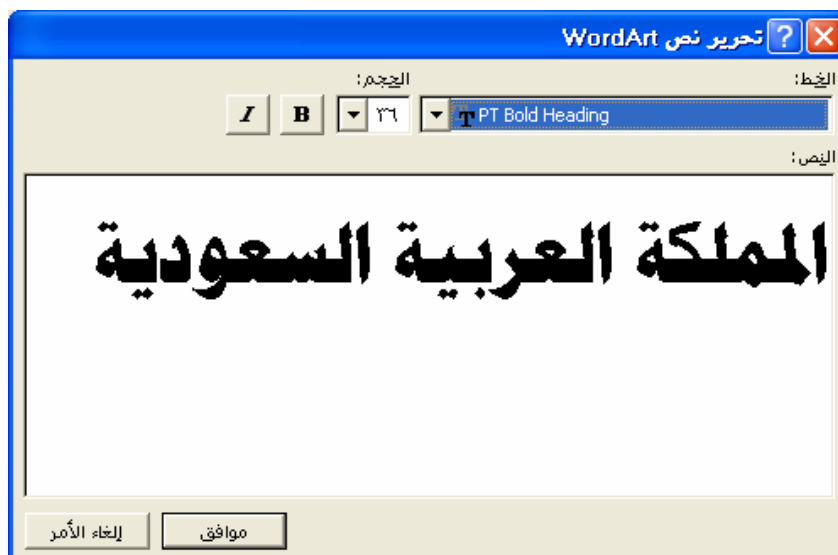 تحرير نص WordArt
الخط:
الحجم:
PT Bold Heading
٣٦
B
I
النص:
المملكة العربية السعودية
موافق
إلغاء الأمر